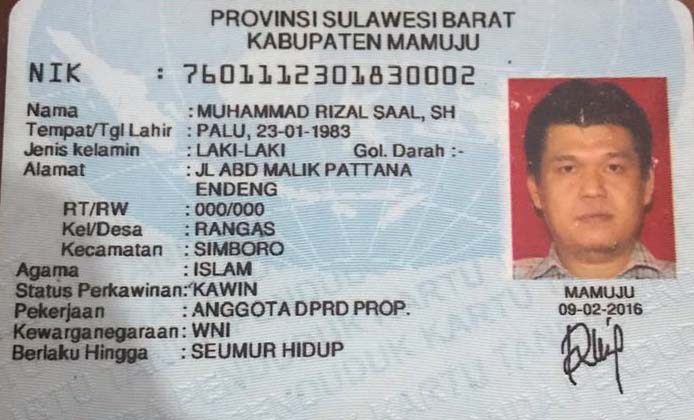 PROVINSI SULAWESI BARAT
KABUPATEN MAMUJU
NIK : 7601112301830002
Nama : MUHAMMAD RIZAL SAAL, SH
Tempat/Tgl Lahir : PALU, 23-01-1983
Jenis kelamin : LAKI-LAKI Gol. Darah :-
Alamat : JL ABD MALIK PATTANA
ENDENG
RT/RW : 000/000
Kel/Desa : RANGAS
Kecamatan : SIMBORO
Agama : ISLAM
Status Perkawinan: KAWIN
Pekerjaan : ANGGOTA DPRD PROP.
Kewarganegaraan: WNI
Berlaku Hingga : SEUMUR HIDUP
MAMUJU
09-02-2016